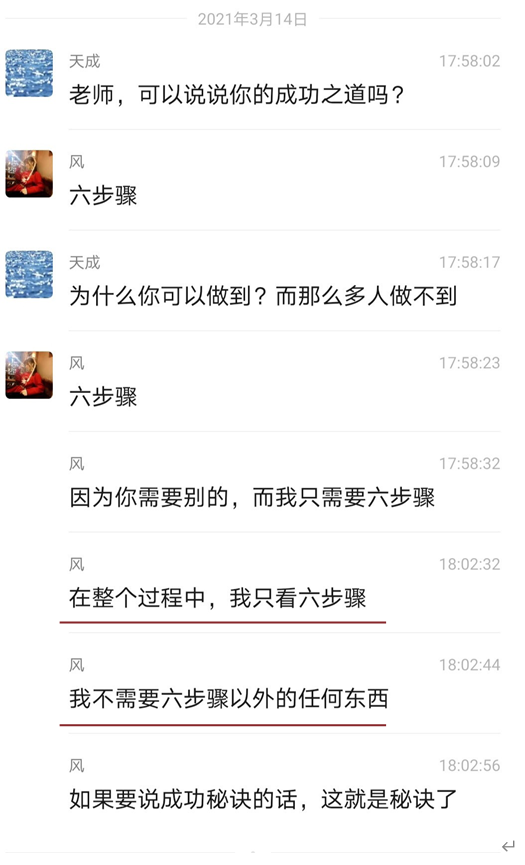 2021年3月14日
天成 17:58:02
老师，可以说说你的成功之道吗？
风 17:58:09
六步骤
天成 17:58:17
为什么你可以做到？而那么多人做不到
风 17:58:23
六步骤
风 17:58:32
因为你需要别的，而我只需要六步骤
风 18:02:32
在整个过程中，我只看六步骤
风 18:02:44
我不需要六步骤以外的任何东西
风 18:02:56
如果要说成功秘诀的话，这就是秘诀了